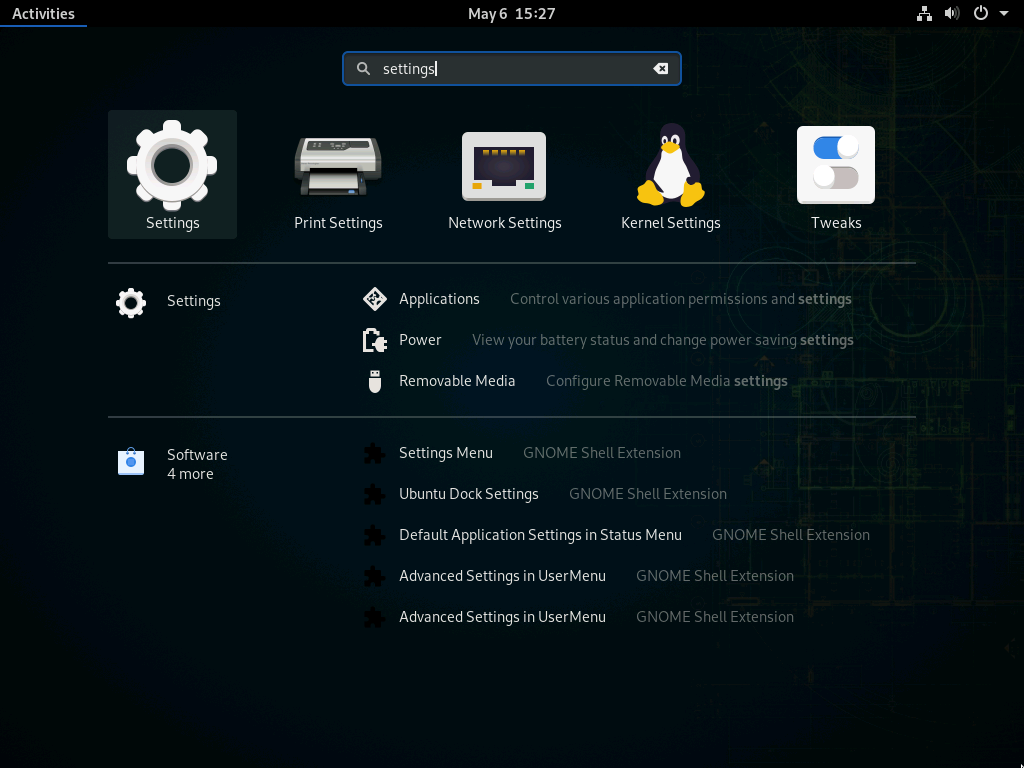 Activities
May 6 15:27
settings
Settings
Print Settings
Network Settings
Kernel Settings
Tweaks
Settings
Applications Control various application permissions and settings
Power View your battery status and change power saving settings
Removable Media Configure Removable Media settings
Software
4 more
Settings Menu GNOME Shell Extension
Ubuntu Dock Settings GNOME Shell Extension
Default Application Settings in Status Menu GNOME Shell Extension
Advanced Settings in UserMenu GNOME Shell Extension
Advanced Settings in UserMenu GNOME Shell Extension